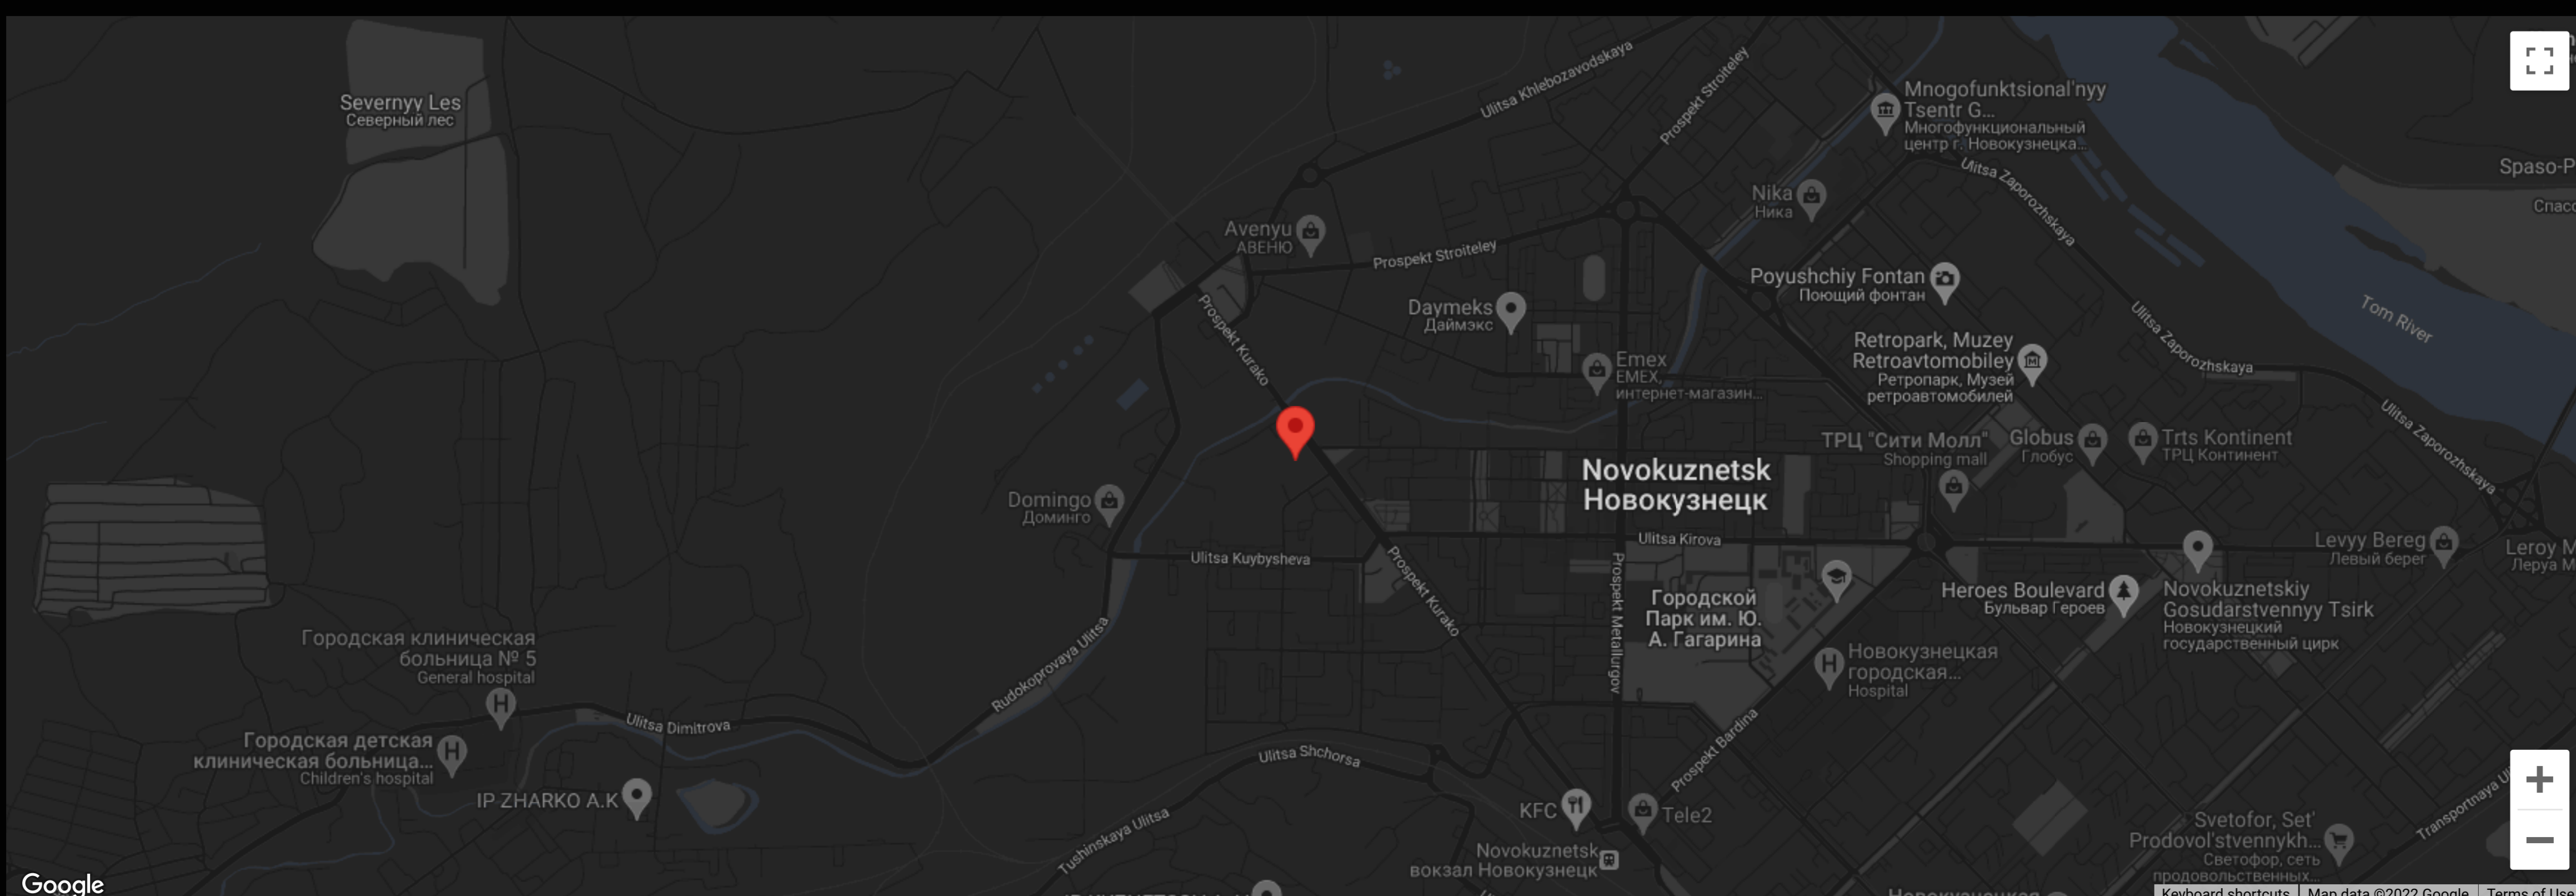 Severnyy Les
Северный лес
Ulitsa Khlebozavodskaya
Prospekt Stroiteley
Mnogofunktsional'nyy
Tsentr G...
Многофункциональный
центр г. Новокузнецка...
Ulitsa Zaporozhskaya
Spaso-P
Спасс
Nika
Ника
Avenyu
АВЕНЮ
Prospekt Stroiteley
Poyushchiy Fontan
Поющий фонтан
Prospekt Kurako
Daymeks
Даймэкс
Tom River
Ulitsa Zaporozhskaya
Retropark, Muzey
Retroavtomobiley
Ретропарк, Музей
ретроавтомобилей
Emex
EMEX,
интернет-магазин...
Ulitsa Zaporozhskaya
ТРЦ "Сити Молл"
Shopping mall
Globus
Глобус
Trts Kontinent
ТРЦ Континент
Novokuznetsk
Новокузнецк
Domingo
Доминго
Ulitsa Kuybysheva
Ulitsa Kirova
Levyy Bereg
Левый берег
Leroy M
Леруа М
Prospekt Kurako
Prospekt Metallurgov
Городской
Парк им. Ю.
А. Гагарина
Heroes Boulevard
Бульвар Героев
Novokuznetskiy
Gosudarstvennyy Tsirk
Новокузнецкий
государственный цирк
Городская клиническая
больница № 5
General hospital
Rudokoprovaya Ulitsa
Новокузнецкая
городская...
Hospital
Ulitsa Dimitrova
Городская детская
клиническая больница...
Children's hospital
Ulitsa Shchorsa
Prospekt Bardina
IP ZHARKO A.K
KFC
Tele2
Tushinskaya Ulitsa
Novokuznetsk
вокзал Новокузнецк
Transportnaya Ul
Svetofor, Set'
Prodovol'stvennykh...
Светофор, сеть
продовольственных...
Google
Keyboard shortcuts
Map data ©2022 Google
Terms of Use